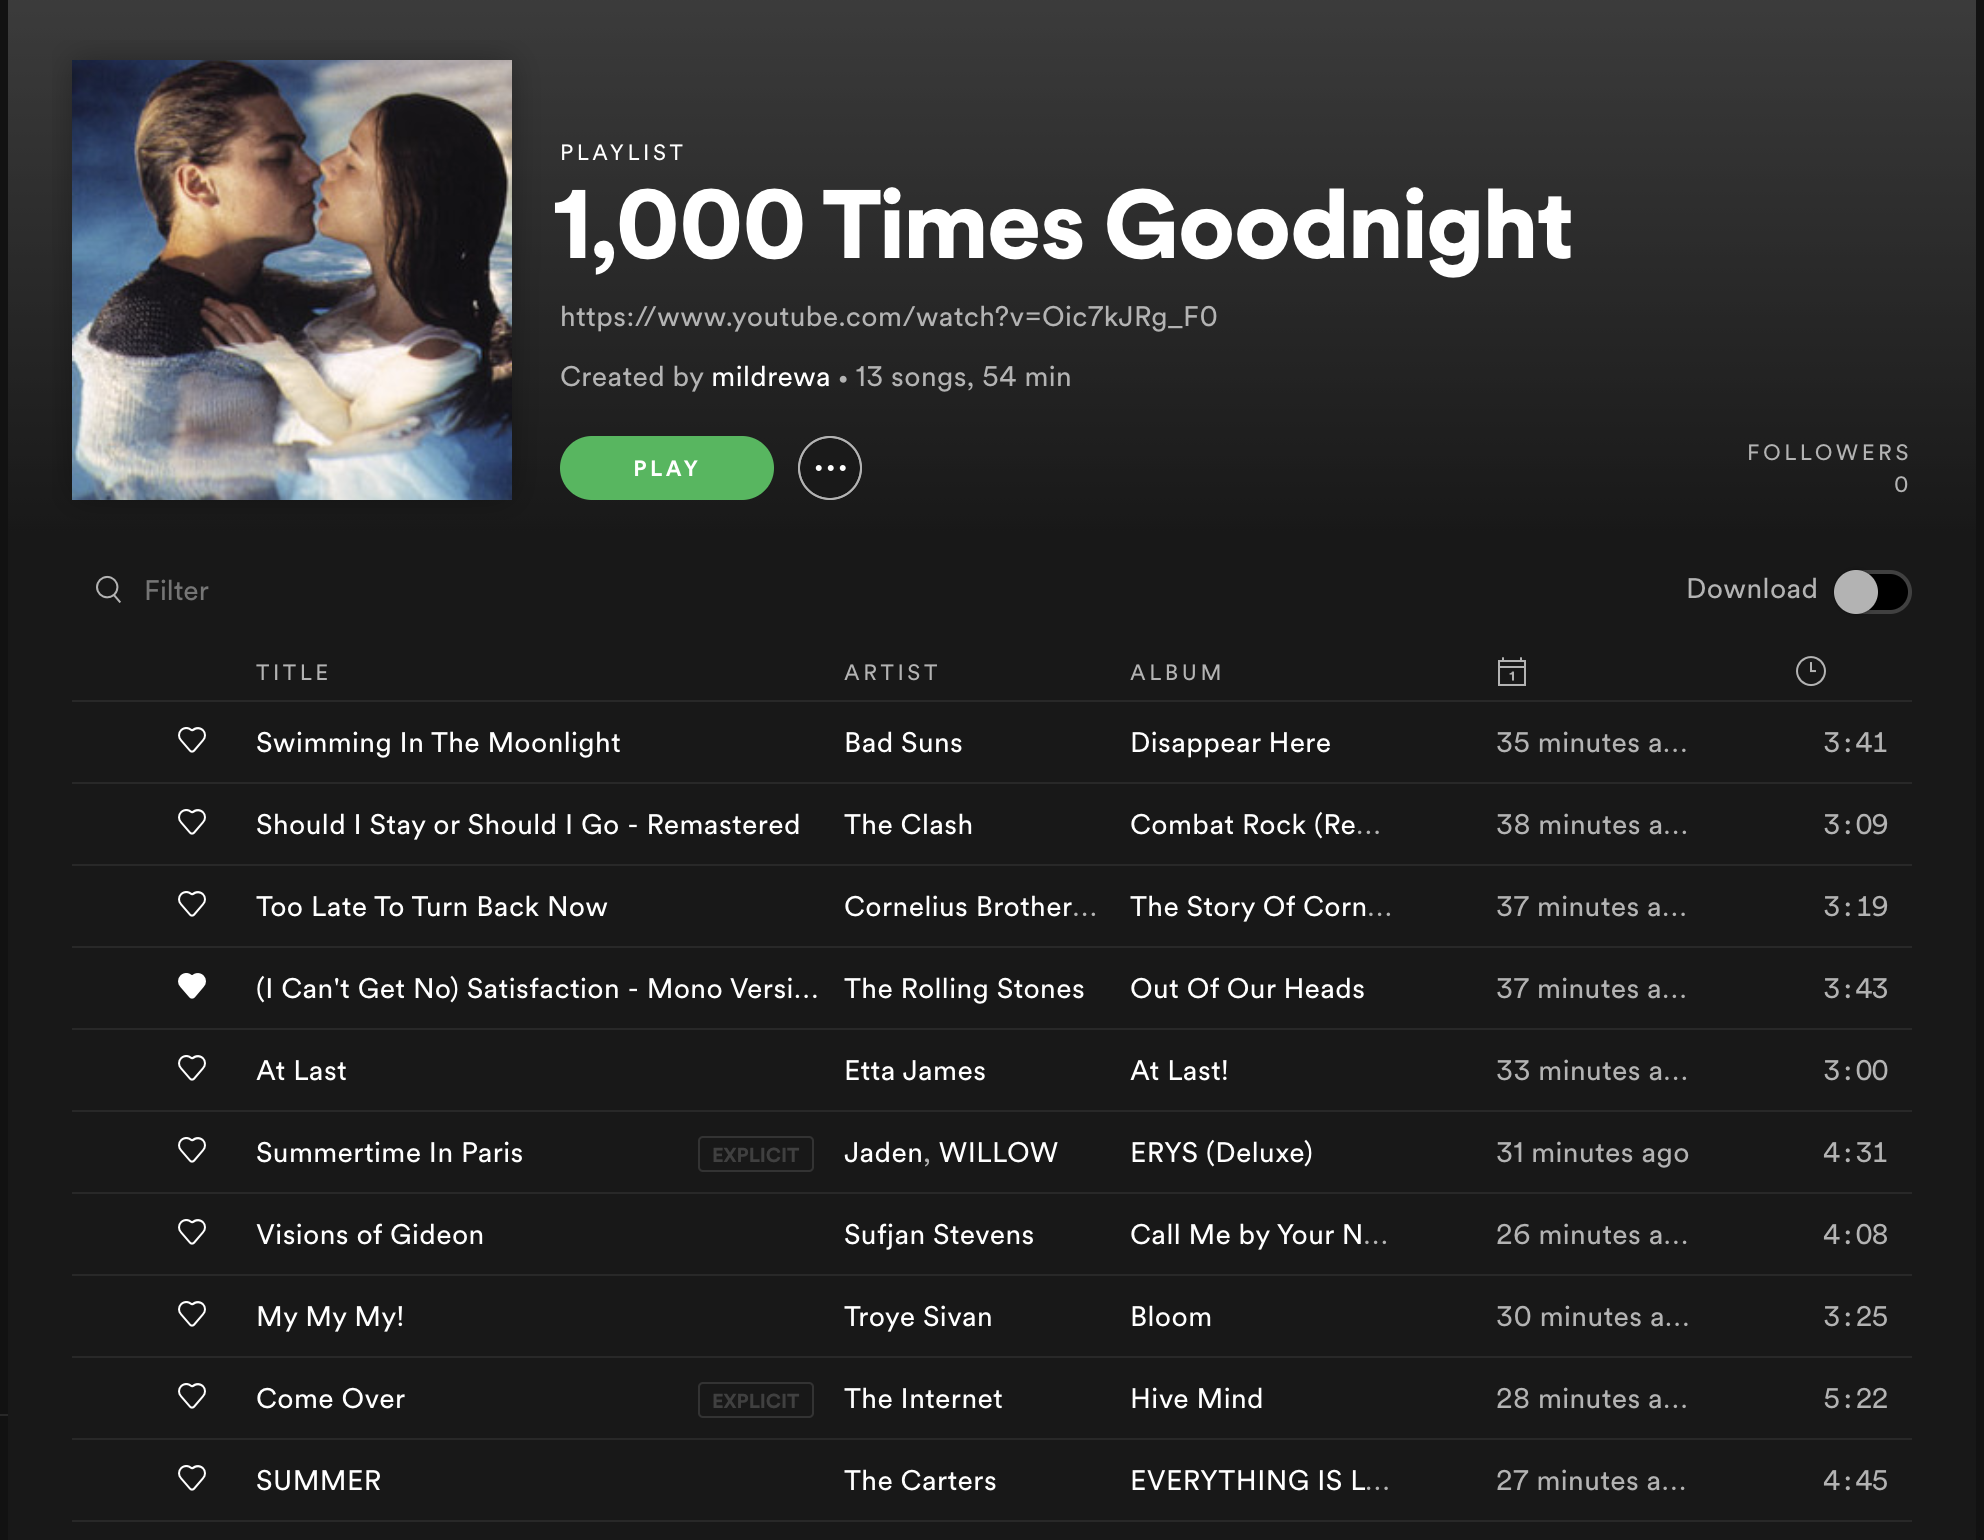 PLAYLIST
1,000 Times Goodnight
https://www.youtube.com/watch?v=Oic7kJRg_F0
Created by mildrewa • 13 songs, 54 min
PLAY
FOLLOWERS
0
Filter
Download
TITLE ARTIST ALBUM 1
Swimming In The Moonlight Bad Suns Disappear Here 35 minutes a... 3:41
Should I Stay or Should I Go - Remastered The Clash Combat Rock (Re... 38 minutes a... 3:09
Too Late To Turn Back Now Cornelius Brother... The Story Of Corn... 37 minutes a... 3:19
(I Can't Get No) Satisfaction - Mono Versi... The Rolling Stones Out Of Our Heads 37 minutes a... 3:43
At Last Etta James At Last! 33 minutes a... 3:00
Summertime In Paris EXPLICIT Jaden, WILLOW ERYS (Deluxe) 31 minutes ago 4:31
Visions of Gideon Sufjan Stevens Call Me by Your N... 26 minutes a... 4:08
My My My! Troye Sivan Bloom 30 minutes a... 3:25
Come Over EXPLICIT The Internet Hive Mind 28 minutes a... 5:22
SUMMER The Carters EVERYTHING IS L... 27 minutes a... 4:45